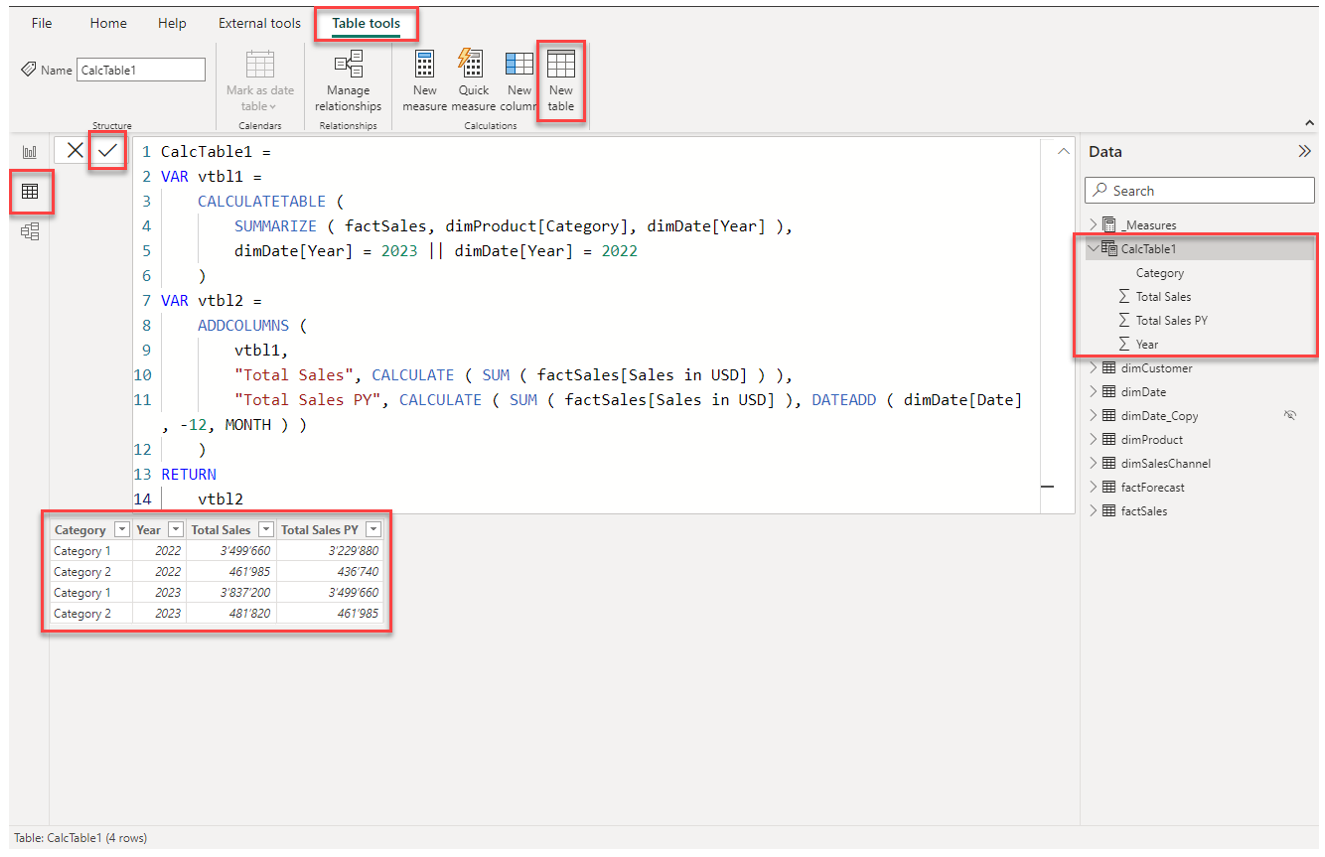 File Home Help External tools Table tools
Name CalcTable1
Mark as date table
Manage relationships
New measure
Quick measure
New column
New table
Structure Calendars Relationships Calculations
1 CalcTable1 =
2 VAR vtbl1 =
3 CALCULATETABLE (
4 SUMMARIZE ( factSales, dimProduct[Category], dimDate[Year] ),
5 dimDate[Year] = 2023 || dimDate[Year] = 2022
6 )
7 VAR vtbl2 =
8 ADDCOLUMNS (
9 vtbl1,
10 "Total Sales", CALCULATE ( SUM ( factSales[Sales in USD] ) ),
11 "Total Sales PY", CALCULATE ( SUM ( factSales[Sales in USD] ), DATEADD ( dimDate[Date]
, -12, MONTH ) )
12 )
13 RETURN
14 vtbl2
Category Year Total Sales Total Sales PY
Category 1 2022 3'499'660 3'229'880
Category 2 2022 461'985 436'740
Category 1 2023 3'837'200 3'499'660
Category 2 2023 481'820 461'985
Data
Search
_Measures
CalcTable1
Category
Total Sales
Total Sales PY
Year
dimCustomer
dimDate
dimDate_Copy
dimProduct
dimSalesChannel
factForecast
factSales
Table: CalcTable1 (4 rows)